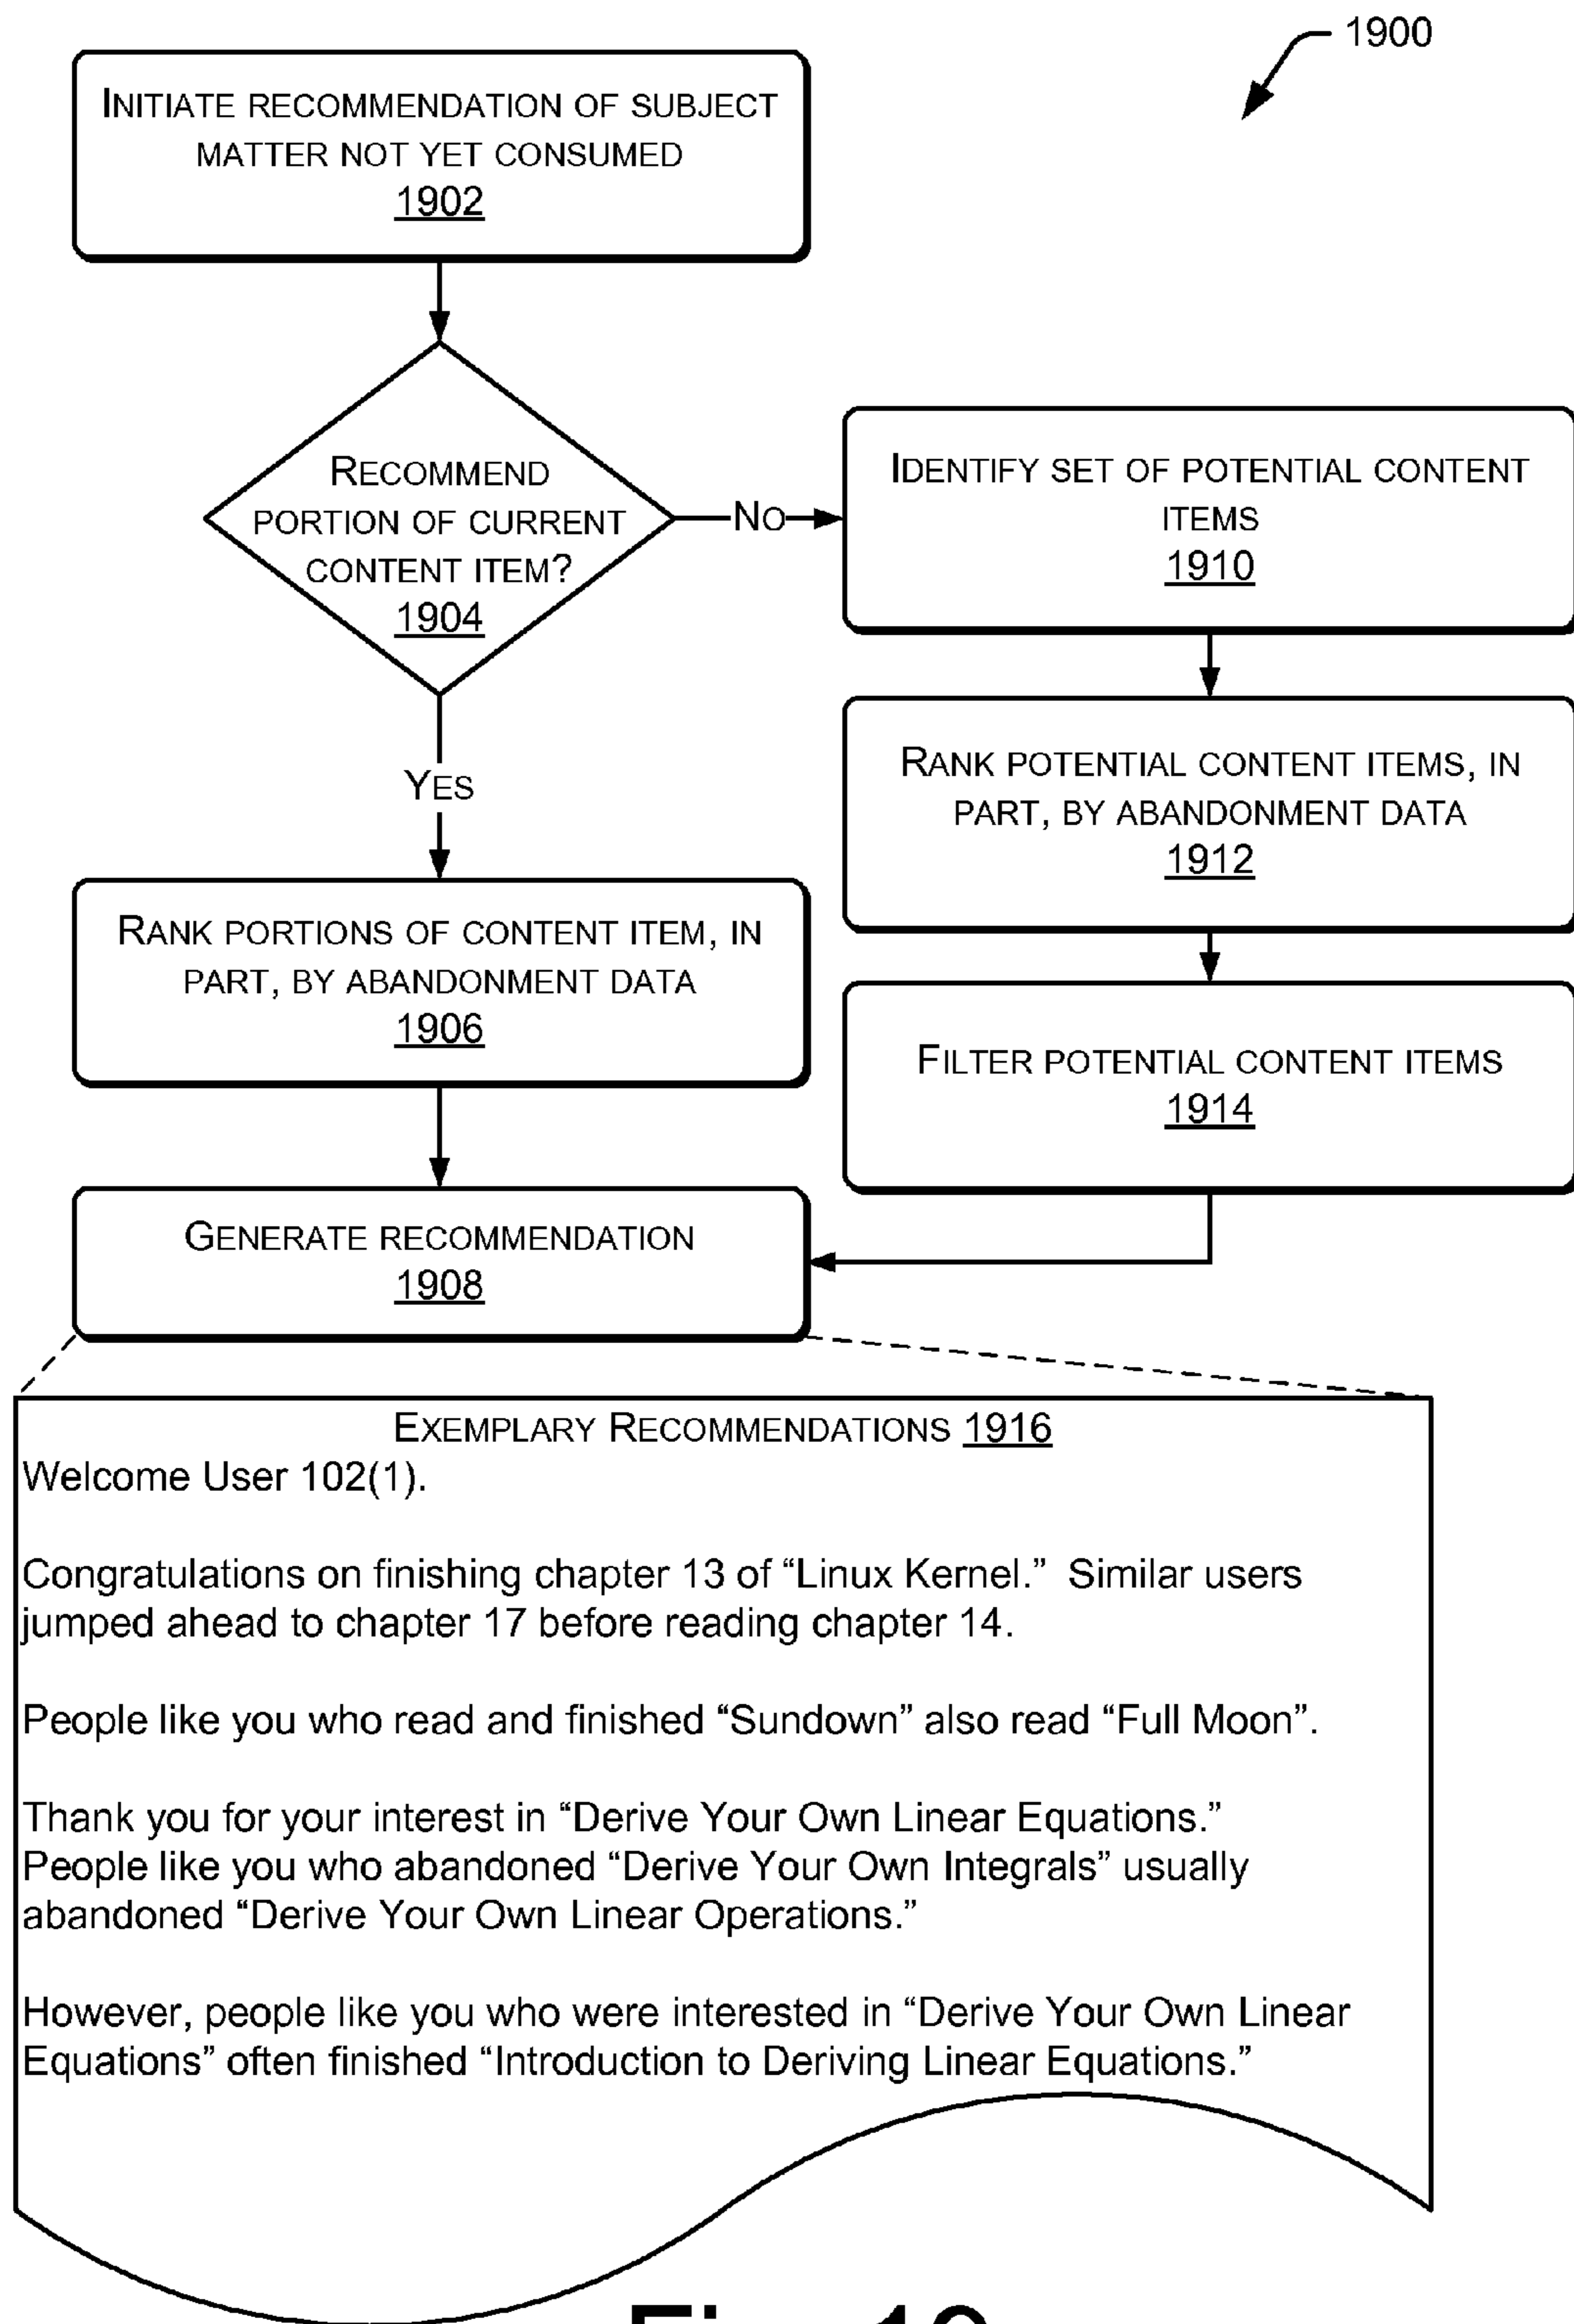 1900
INITIATE RECOMMENDATION OF SUBJECT
MATTER NOT YET CONSUMED
1902
RECOMMEND
PORTION OF CURRENT
CONTENT ITEM?
1904
NO
IDENTIFY SET OF POTENTIAL CONTENT
ITEMS
1910
YES
RANK POTENTIAL CONTENT ITEMS, IN
PART, BY ABANDONMENT DATA
1912
RANK PORTIONS OF CONTENT ITEM, IN
PART, BY ABANDONMENT DATA
1906
FILTER POTENTIAL CONTENT ITEMS
1914
GENERATE RECOMMENDATION
1908
EXEMPLARY RECOMMENDATIONS 1916
Welcome User 102(1).
Congratulations on finishing chapter 13 of “Linux Kernel.” Similar users
jumped ahead to chapter 17 before reading chapter 14.
People like you who read and finished “Sundown” also read “Full Moon”.
Thank you for your interest in “Derive Your Own Linear Equations.”
People like you who abandoned “Derive Your Own Integrals” usually
abandoned “Derive Your Own Linear Operations.”
However, people like you who were interested in “Derive Your Own Linear
Equations” often finished “Introduction to Deriving Linear Equations.”